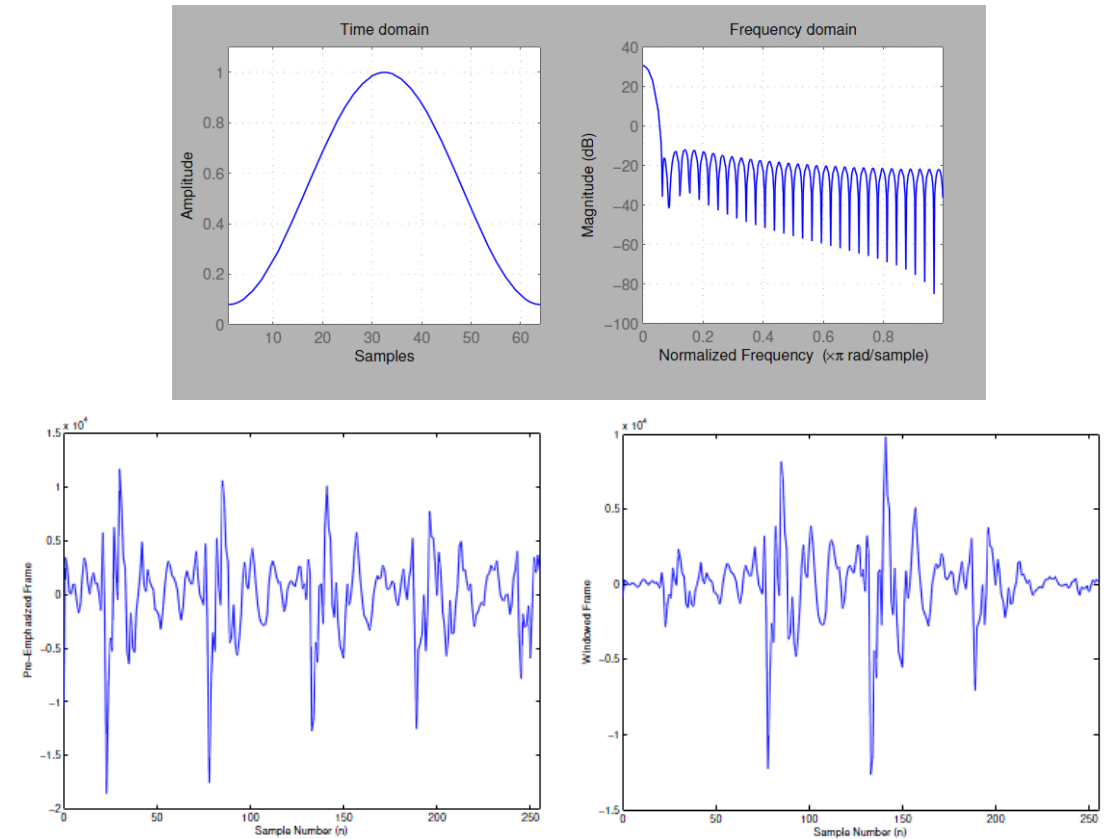 Time domain
Frequency domain
Amplitude
1
0.8
0.6
0.4
0.2
0
10 20 30 40 50 60
Samples
Magnitude (dB)
40
20
0
−20
−40
−60
−80
−100
0 0.2 0.4 0.6 0.8
Normalized Frequency (×π rad/sample)
x 10⁴
1.5
1
0.5
0
−0.5
−1
−1.5
−2
Pre-Emphasized Frame
0 50 100 150 200 250
Sample Number (n)
x 10⁴
1
0.5
0
−0.5
−1
−1.5
Windowed Frame
0 50 100 150 200 250
Sample Number (n)